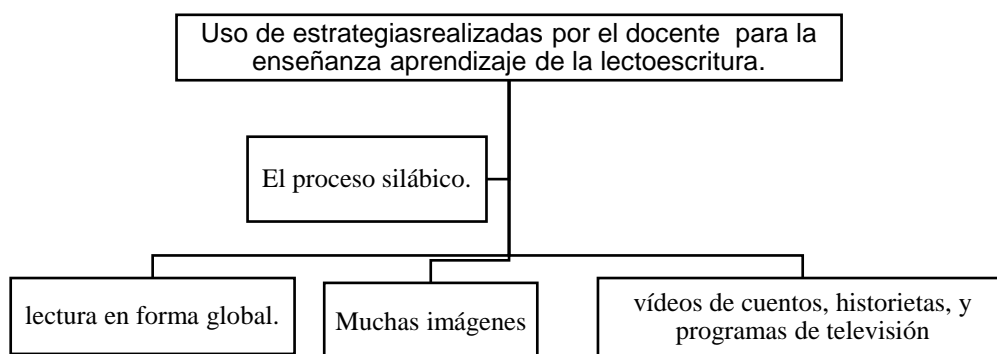 Uso de estrategiasrealizadas por el docente para la
enseñanza aprendizaje de la lectoescritura.
El proceso silábico.
lectura en forma global.
Muchas imágenes
vídeos de cuentos, historietas, y
programas de televisión